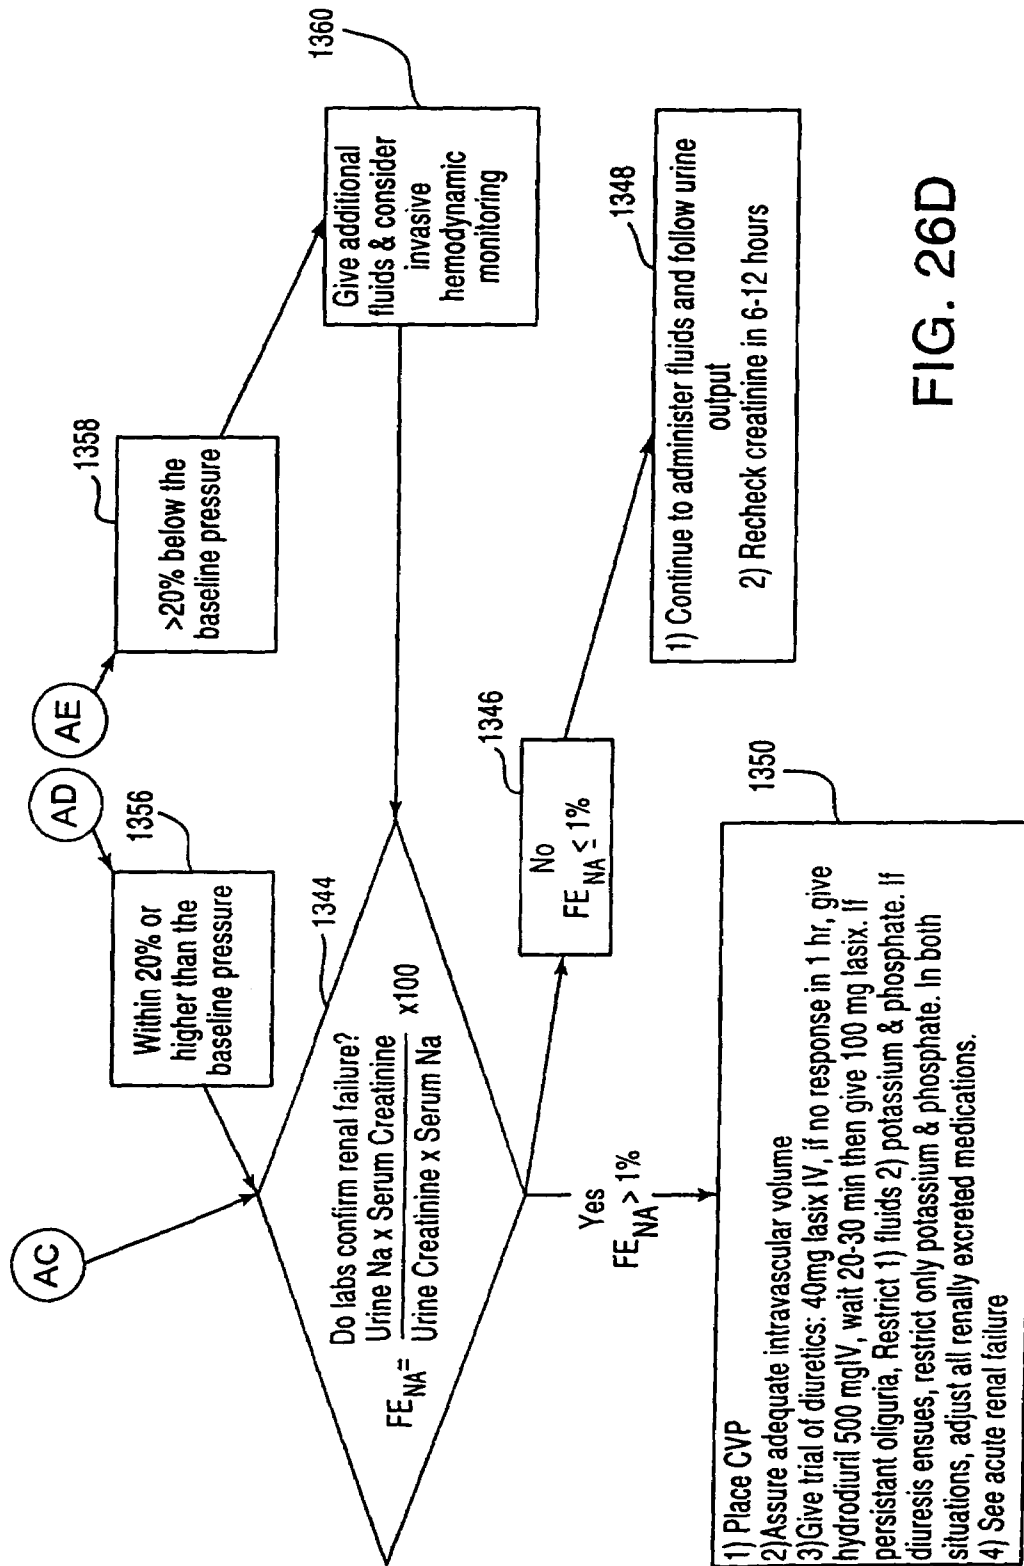 AC
AD
AE
1356
Within 20% or
higher than the
baseline pressure
1358
>20% below the
baseline pressure
1360
Give additional
fluids & consider
invasive
hemodynamic
monitoring
1344
Do labs confirm renal failure?
FE NA = Urine Na x Serum Creatinine x100
Urine Creatinine x Serum Na
1346
No
FE NA ≤ 1%
1348
1) Continue to administer fluids and follow urine
output
2) Recheck creatinine in 6-12 hours
Yes
FE NA > 1%
1350
1) Place CVP
2)Assure adequate intravascular volume
3)Give trial of diuretics: 40mg lasix IV, if no response in 1 hr, give
hydrodiuril 500 mgIV, wait 20-30 min then give 100 mg lasix. If
persistant oliguria, Restrict 1) fluids 2) potassium & phosphate. If
diuresis ensues, restrict only potassium & phosphate. In both
situations, adjust all renally excreted medications.
4) See acute renal failure
FIG. 26D